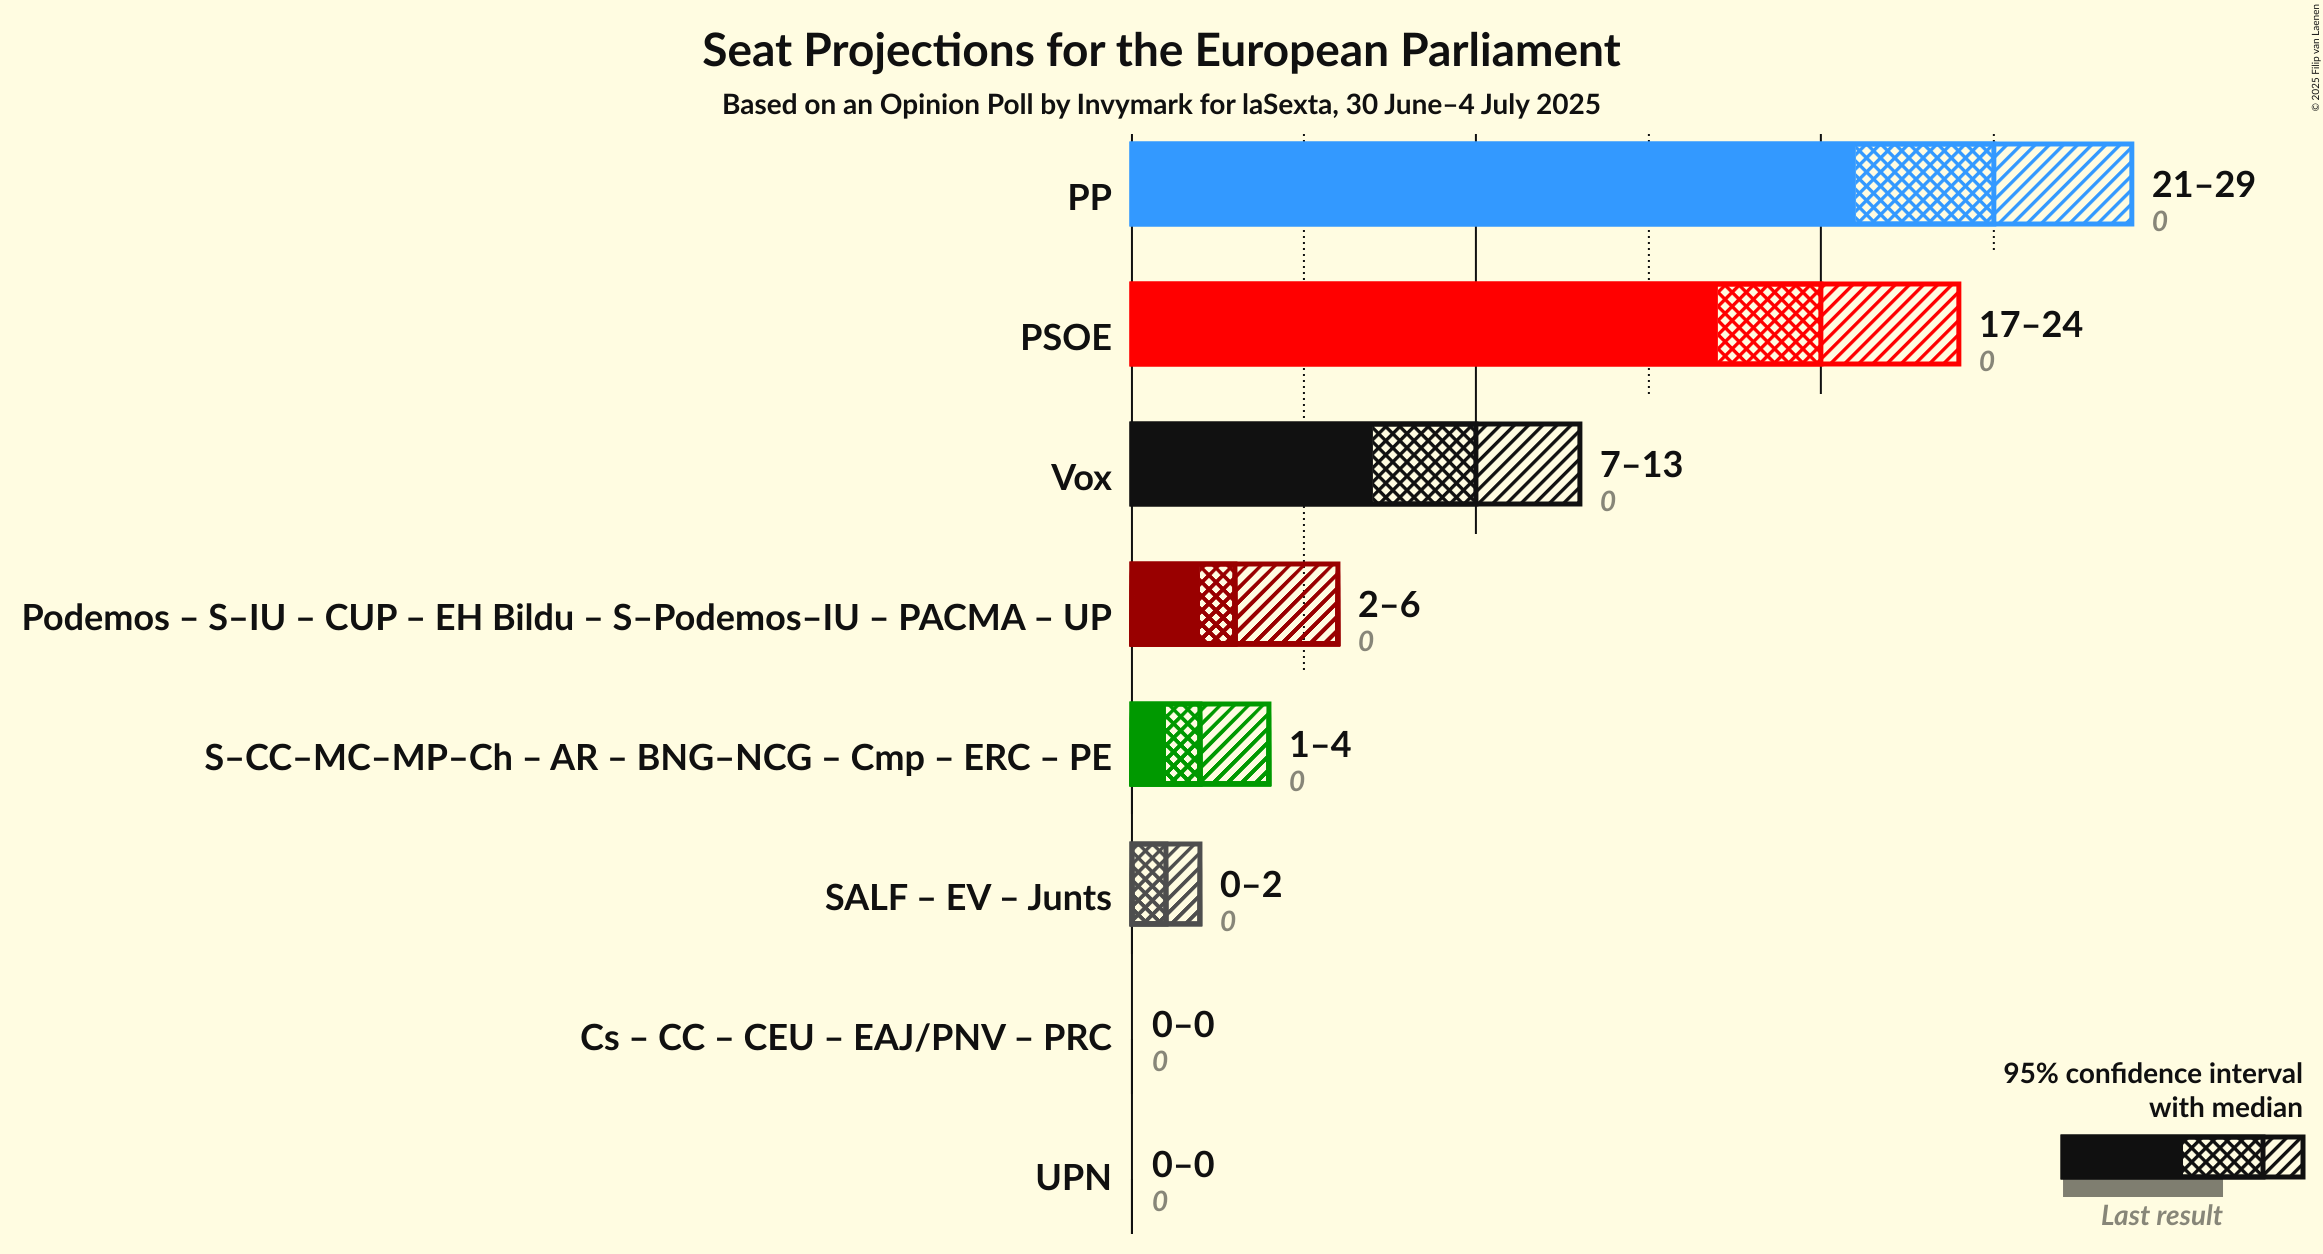 Seat Projections for the European Parliament
Based on an Opinion Poll by Invymark for laSexta, 30 June–4 July 2025
© 2025 Filip van Laenen
PP
21–29
0
PSOE
17–24
0
Vox
7–13
0
Podemos – S–IU – CUP – EH Bildu – S–Podemos–IU – PACMA – UP
2–6
0
S–CC–MC–MP–Ch – AR – BNG–NCG – Cmp – ERC – PE
1–4
0
SALF – EV – Junts
0–2
0
Cs – CC – CEU – EAJ/PNV – PRC
0–0
0
UPN
0–0
0
95% confidence interval
with median
Last result